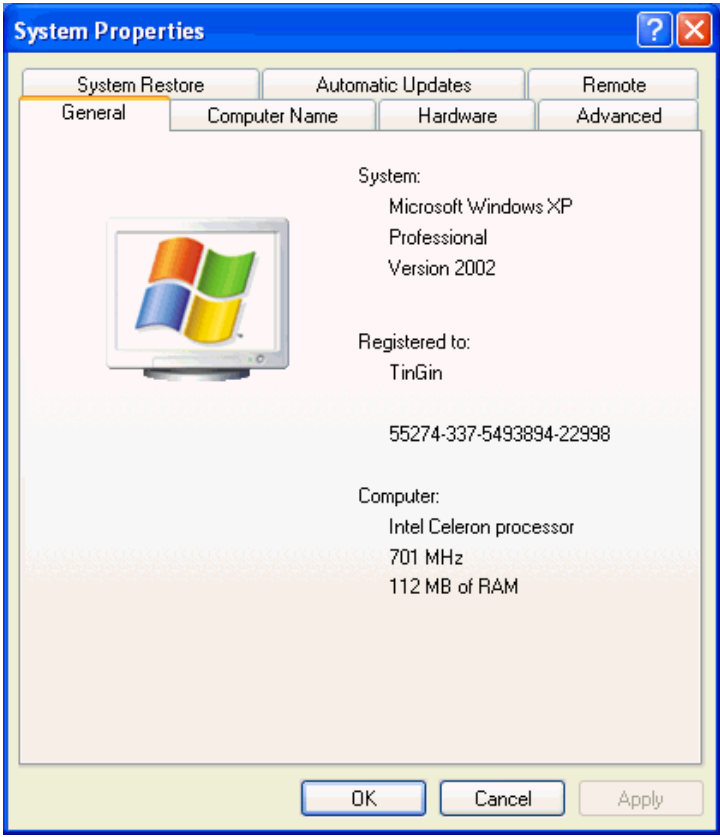 System Properties
System Restore
Automatic Updates
Remote
General
Computer Name
Hardware
Advanced
System:
Microsoft Windows XP
Professional
Version 2002
Registered to:
TinGin
55274-337-5493894-22998
Computer:
Intel Celeron processor
701 MHz
112 MB of RAM
OK
Cancel
Apply